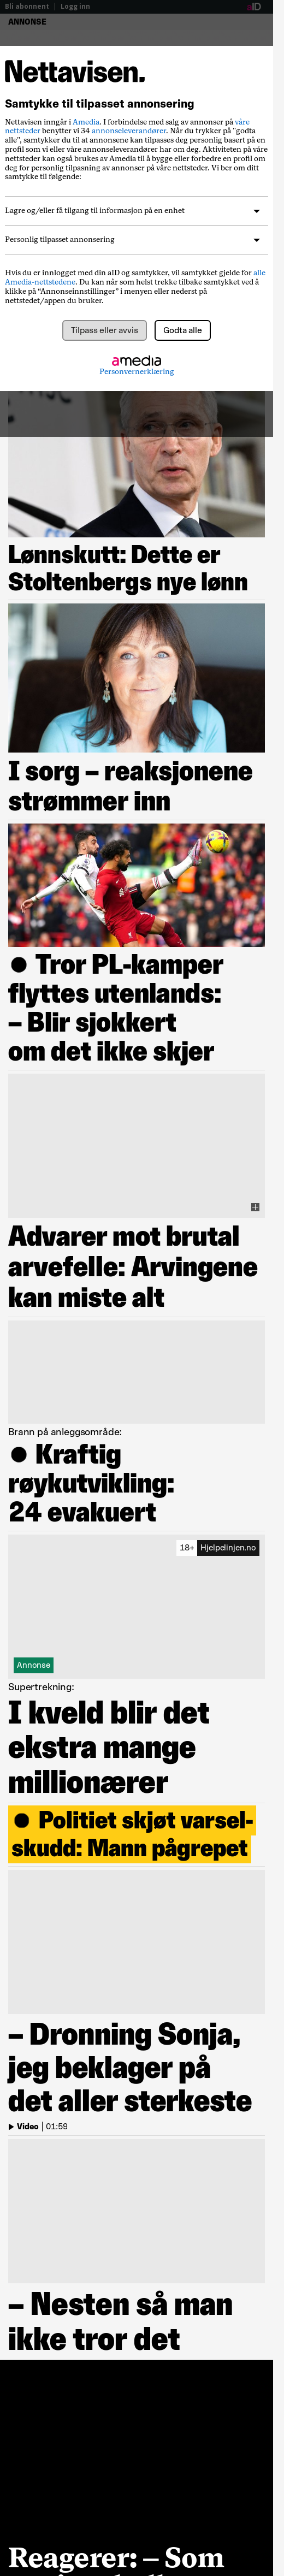 Bli abonnent | Logg inn
aID
ANNONSE
Nettavisen.
Samtykke til tilpasset annonsering
Nettavisen inngår i Amedia. I forbindelse med salg av annonser på våre
nettsteder benytter vi 34 annonseleverandører. Når du trykker på "godta
alle", samtykker du til at annonsene kan tilpasses deg personlig basert på en
profil som vi eller våre annonseleverandører har om deg. Aktiviteten på våre
nettsteder kan også brukes av Amedia til å bygge eller forbedre en profil om
deg for personlig tilpasning av annonser på våre nettsteder. Vi ber om ditt
samtykke til følgende:
Lagre og/eller få tilgang til informasjon på en enhet
Personlig tilpasset annonsering
Hvis du er innlogget med din aID og samtykker, vil samtykket gjelde for alle
Amedia-nettstedene. Du kan når som helst trekke tilbake samtykket ved å
klikke på “Annonseinnstillinger” i menyen eller nederst på
nettstedet/appen du bruker.
Tilpass eller avvis
Godta alle
amedia
Personvernerklæring
Lønnskutt: Dette er
Stoltenbergs nye lønn
I sorg – reaksjonene
strømmer inn
● Tror PL-kamper
flyttes utenlands:
– Blir sjokkert
om det ikke skjer
Advarer mot brutal
arvefelle: Arvingene
kan miste alt
Brann på anleggsområde:
● Kraftig
røykutvikling:
24 evakuert
18+ Hjelpelinjen.no
Annonse
Supertrekning:
I kveld blir det
ekstra mange
millionærer
● Politiet skjøt varsel-
skudd: Mann pågrepet
– Dronning Sonja,
jeg beklager på
det aller sterkeste
Video | 01:59
– Nesten så man
ikke tror det
Reagerer: – Som